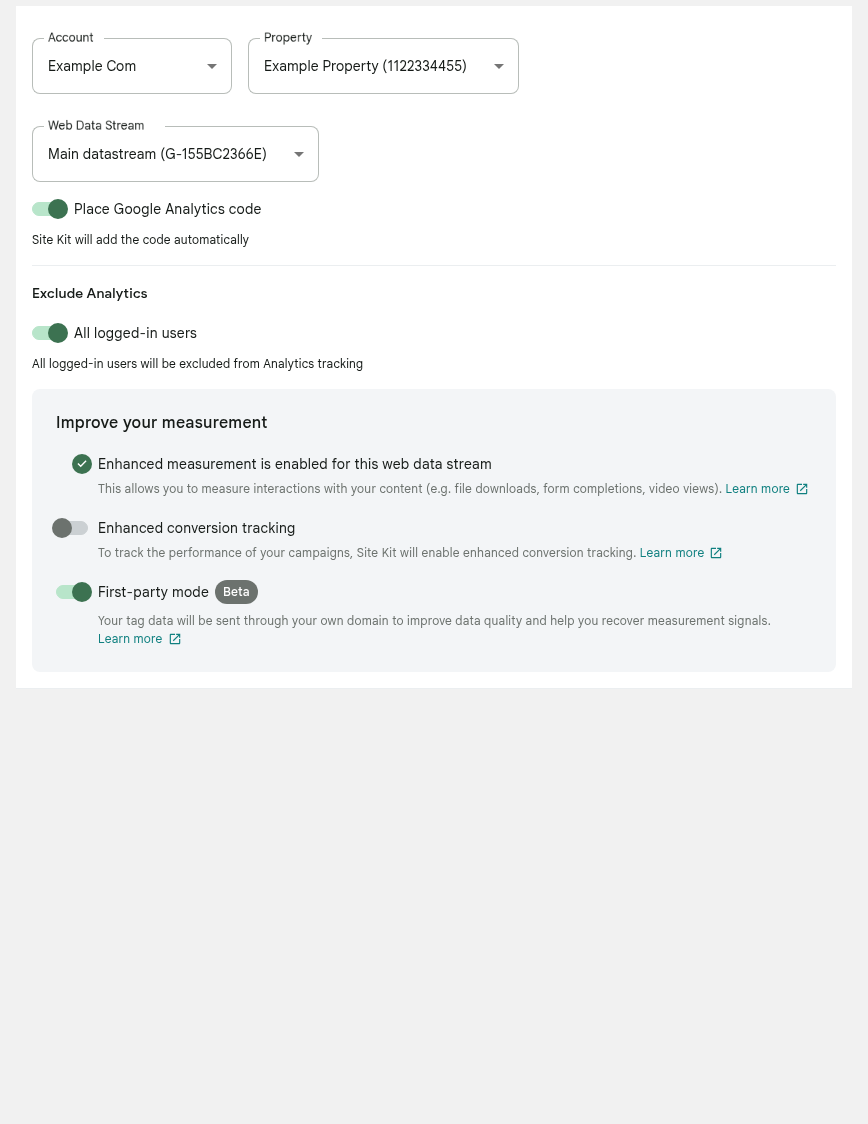 Account
Property
Example Com
Example Property (1122334455)
Web Data Stream
Main datastream (G-155BC2366E)
Place Google Analytics code
Site Kit will add the code automatically
Exclude Analytics
All logged-in users
All logged-in users will be excluded from Analytics tracking
Improve your measurement
Enhanced measurement is enabled for this web data stream
This allows you to measure interactions with your content (e.g. file downloads, form completions, video views). Learn more
Enhanced conversion tracking
To track the performance of your campaigns, Site Kit will enable enhanced conversion tracking. Learn more
First-party mode Beta
Your tag data will be sent through your own domain to improve data quality and help you recover measurement signals.
Learn more